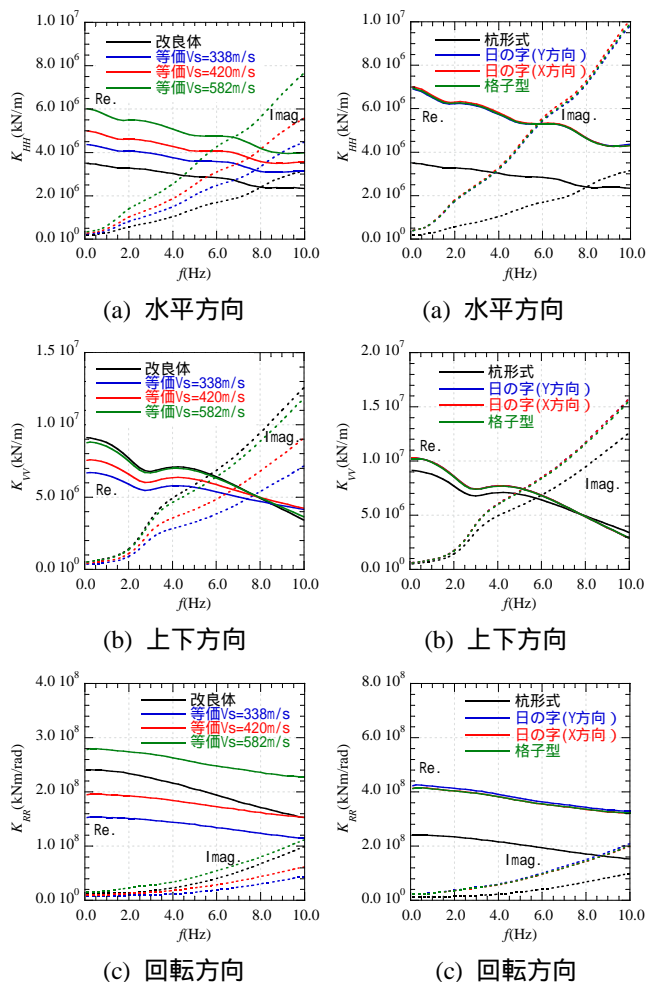 改良体
等価Vs=338m/s
等価Vs=420m/s
等価Vs=582m/s
Re.
Imag.
K_HH(kN/m)
1.0 10^7
8.0 10^6
6.0 10^6
4.0 10^6
2.0 10^6
0.0 10^0
0.0 2.0 4.0 6.0 8.0 10.0
f(Hz)
(a) 水平方向
杭形式
日の字(Y方向)
日の字(X方向)
格子型
Re.
Imag.
K_HH(kN/m)
1.0 10^7
8.0 10^6
6.0 10^6
4.0 10^6
2.0 10^6
0.0 10^0
0.0 2.0 4.0 6.0 8.0 10.0
f(Hz)
(a) 水平方向
改良体
等価Vs=338m/s
等価Vs=420m/s
等価Vs=582m/s
Imag.
Re.
K_VV(kN/m)
1.5 10^7
1.0 10^7
5.0 10^6
0.0 10^0
0.0 2.0 4.0 6.0 8.0 10.0
f(Hz)
(b) 上下方向
杭形式
日の字(Y方向)
日の字(X方向)
格子型
Re.
Imag.
K_VV(kN/m)
2.0 10^7
1.5 10^7
1.0 10^7
5.0 10^6
0.0 10^0
0.0 2.0 4.0 6.0 8.0 10.0
f(Hz)
(b) 上下方向
改良体
等価Vs=338m/s
等価Vs=420m/s
等価Vs=582m/s
Re.
Imag.
K_RR(kNm/rad)
4.0 10^8
3.0 10^8
2.0 10^8
1.0 10^8
0.0 10^0
0.0 2.0 4.0 6.0 8.0 10.0
f(Hz)
(c) 回転方向
杭形式
日の字(Y方向)
日の字(X方向)
格子型
Re.
Imag.
K_RR(kNm/rad)
8.0 10^8
6.0 10^8
4.0 10^8
2.0 10^8
0.0 10^0
0.0 2.0 4.0 6.0 8.0 10.0
f(Hz)
(c) 回転方向